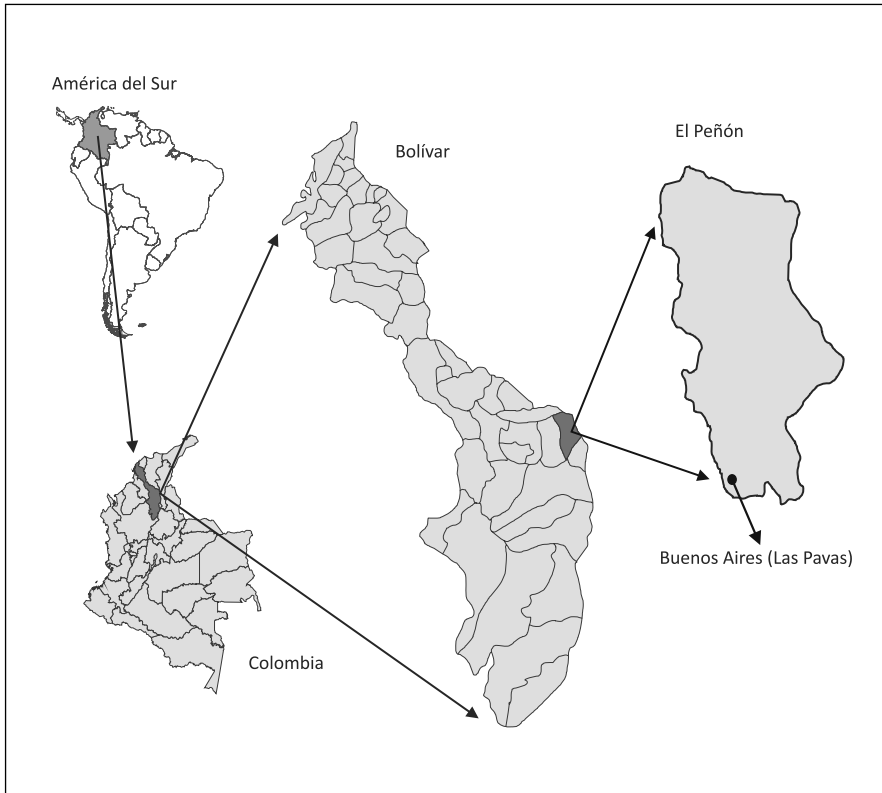 América del Sur
Bolívar
El Peñón
Buenos Aires (Las Pavas)
Colombia